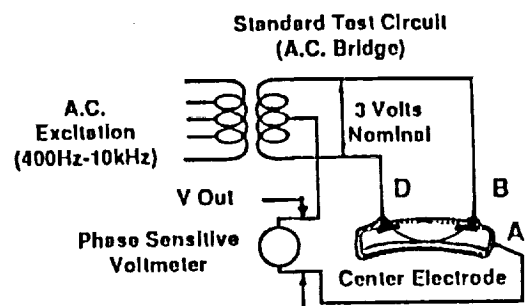 Standard Test Circuit
(A.C. Bridge)
A.C.
Excitation
(400Hz-10kHz)
3 Volts
Nominal
D
B
A
V Out
Phase Sensitive
Voltmeter
Center Electrode